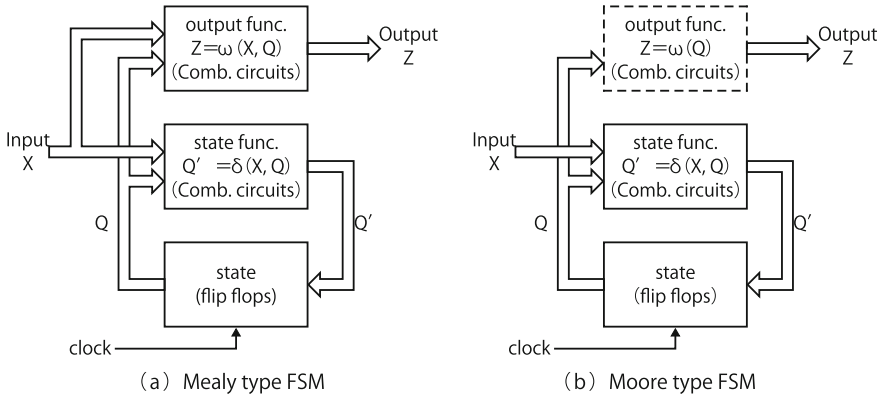 output func.
Z=ω(X, Q)
(Comb. circuits)
Output
Z
Input
X
state func.
Q′ =δ(X, Q)
(Comb. circuits)
Q
Q′
state
(flip flops)
clock
(a) Mealy type FSM
output func.
Z=ω(Q)
(Comb. circuits)
Output
Z
Input
X
state func.
Q′ =δ(X, Q)
(Comb. circuits)
Q
Q′
state
(flip flops)
clock
(b) Moore type FSM